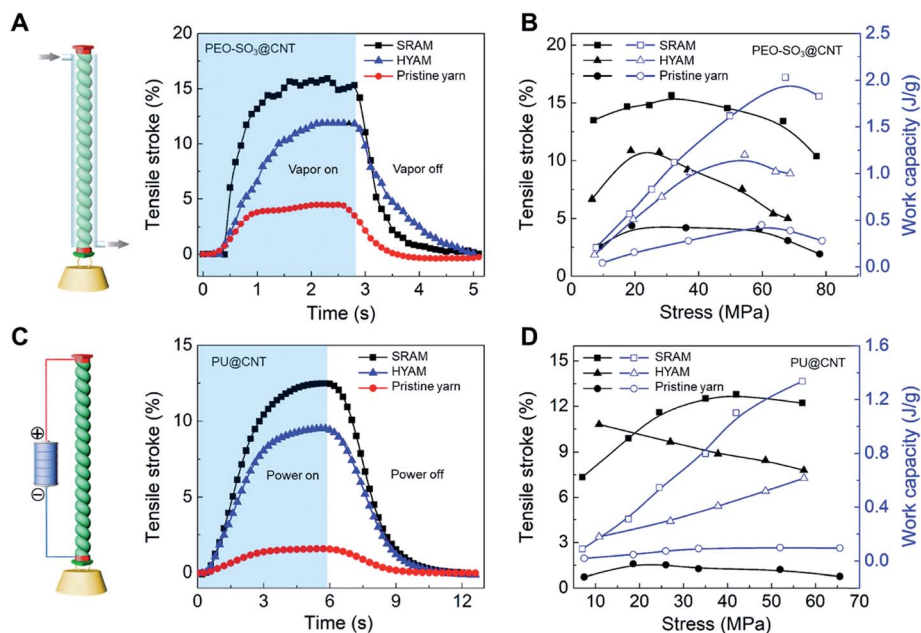 A
20
15
10
5
0
Tensile stroke (%)
PEO-SO₃@CNT
SRAM
HYAM
Pristine yarn
Vapor on
Vapor off
0 1 2 3 4 5
Time (s)
B
20
15
10
5
0
Tensile stroke (%)
SRAM
HYAM
Pristine yarn
PEO-SO₃@CNT
2.5
2.0
1.5
1.0
0.5
0.0
Work capacity (J/g)
0 20 40 60 80
Stress (MPa)
C
+
−
15
10
5
0
Tensile stroke (%)
PU@CNT
SRAM
HYAM
Pristine yarn
Power on
Power off
0 3 6 9 12
Time (s)
D
15
12
9
6
3
0
Tensile stroke (%)
SRAM
HYAM
Pristine yarn
PU@CNT
1.6
1.2
0.8
0.4
0.0
Work capacity (J/g)
10 20 30 40 50 60 70
Stress (MPa)